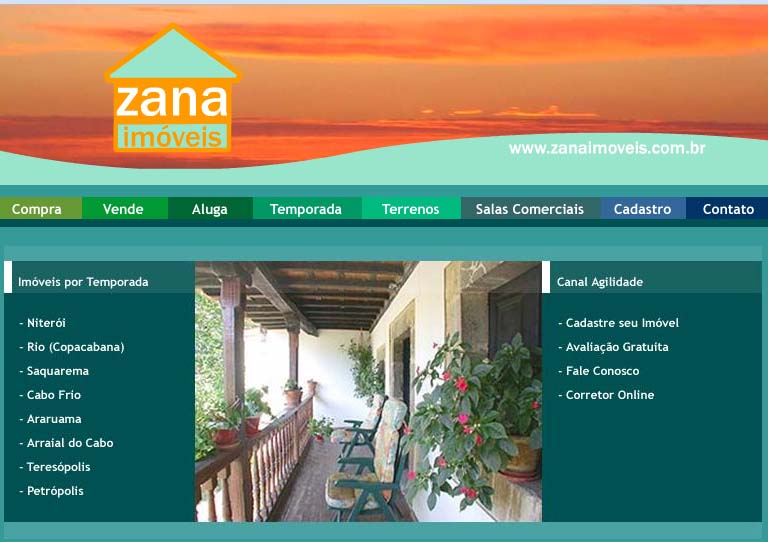 zana
imóveis
www.zanaimoveis.com.br
Compra Vende Aluga Temporada Terrenos Salas Comerciais Cadastro Contato
Imóveis por Temporada
- Niterói
- Rio (Copacabana)
- Saquarema
- Cabo Frio
- Araruama
- Arraial do Cabo
- Teresópolis
- Petrópolis
Canal Agilidade
- Cadastre seu Imóvel
- Avaliação Gratuita
- Fale Conosco
- Corretor Online